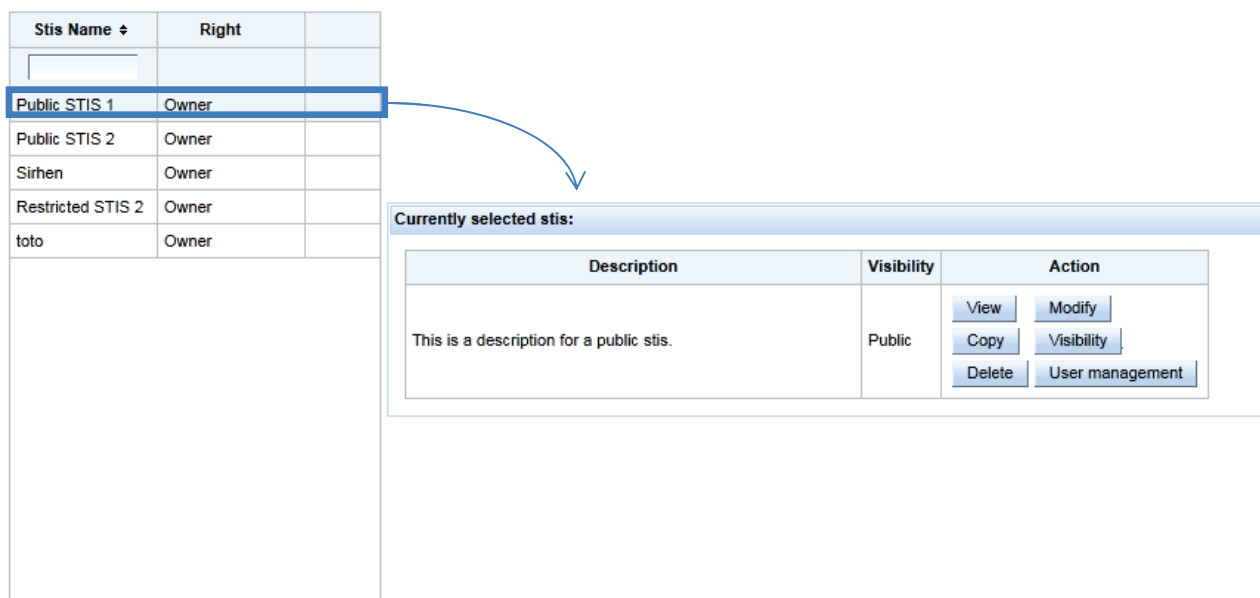 Stis Name Right
Public STIS 1 Owner
Public STIS 2 Owner
Sirhen Owner
Restricted STIS 2 Owner
toto Owner
Currently selected stis:
Description Visibility Action
This is a description for a public stis. Public
View Modify
Copy Visibility
Delete User management